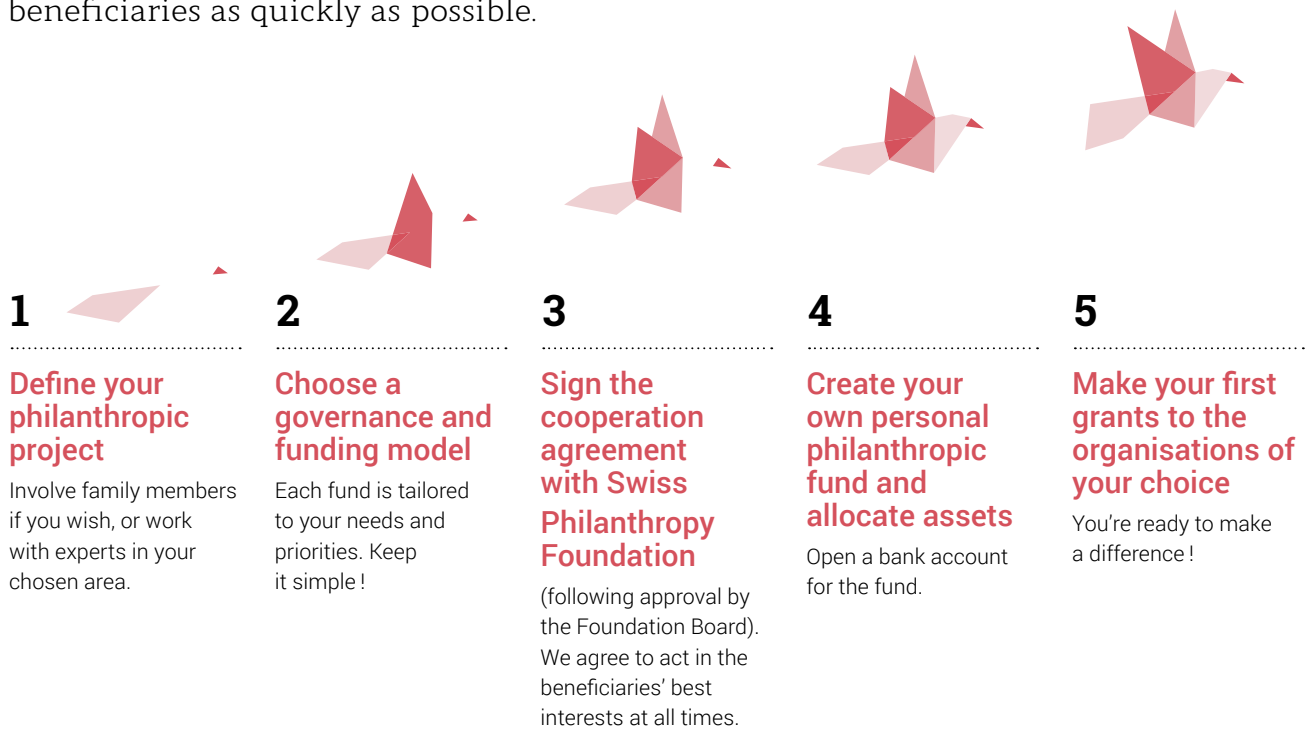 beneficiaries as quickly as possible.
1
Define your
philanthropic
project
Involve family members
if you wish, or work
with experts in your
chosen area.
2
Choose a
governance and
funding model
Each fund is tailored
to your needs and
priorities. Keep
it simple !
3
Sign the
cooperation
agreement
with Swiss
Philanthropy
Foundation
(following approval by
the Foundation Board).
We agree to act in the
beneficiaries’ best
interests at all times.
4
Create your
own personal
philanthropic
fund and
allocate assets
Open a bank account
for the fund.
5
Make your first
grants to the
organisations of
your choice
You’re ready to make
a difference !